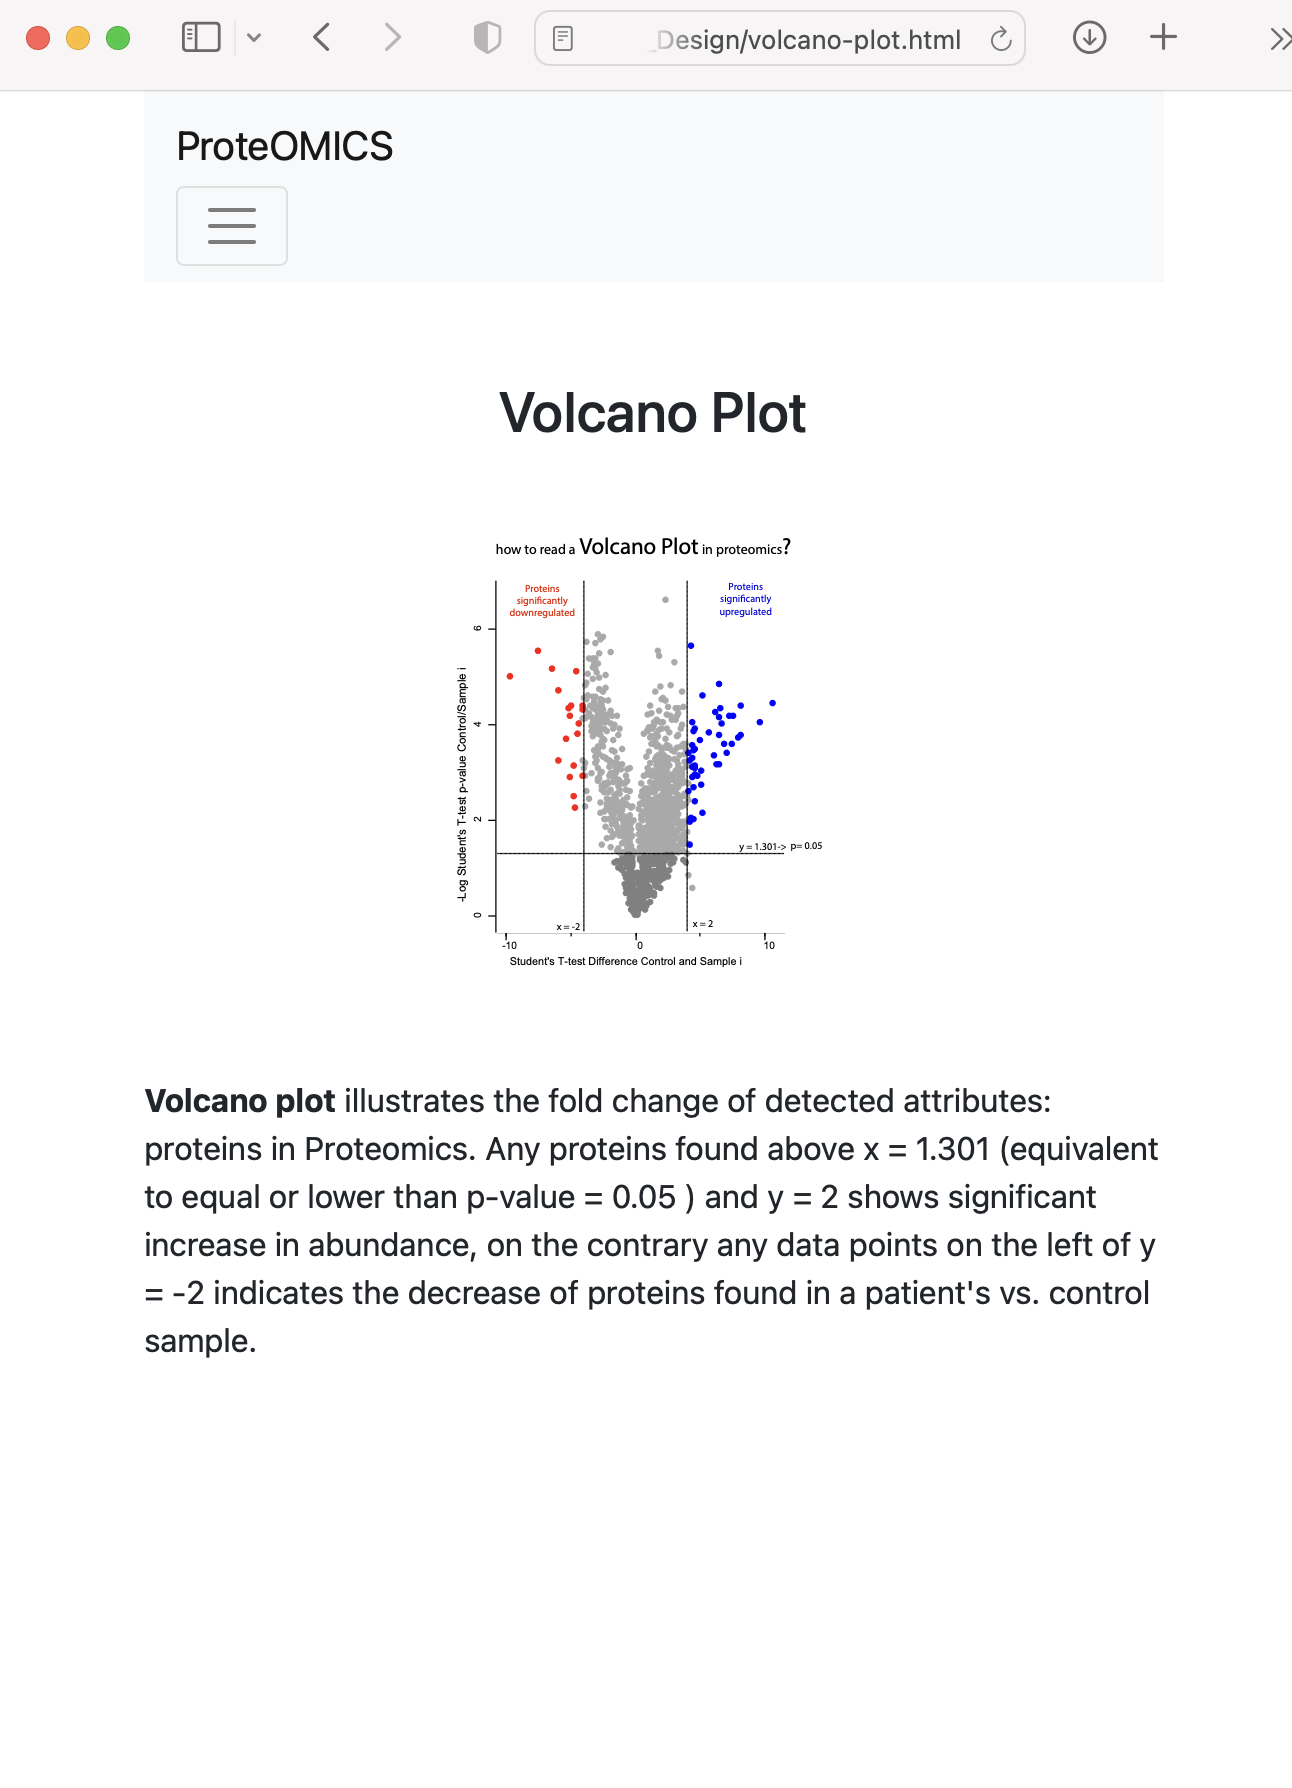 _Design/volcano-plot.html
ProteOMICS
Volcano Plot
how to read a Volcano Plot in proteomics?
Proteins
significantly
downregulated
Proteins
significantly
upregulated
6
4
2
0
-Log Student's T-test p-value Control/Sample i
y = 1.301-> p= 0.05
x = -2
x = 2
-10
0
10
Student's T-test Difference Control and Sample i
Volcano plot illustrates the fold change of detected attributes:
proteins in Proteomics. Any proteins found above x = 1.301 (equivalent
to equal or lower than p-value = 0.05 ) and y = 2 shows significant
increase in abundance, on the contrary any data points on the left of y
= -2 indicates the decrease of proteins found in a patient's vs. control
sample.